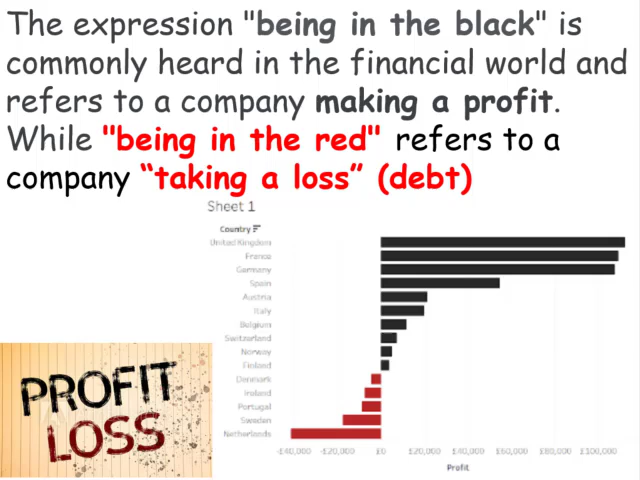 The expression "being in the black" is
commonly heard in the financial world and
refers to a company making a profit.
While "being in the red" refers to a
company “taking a loss” (debt)
Sheet 1
Country
United Kingdom
France
Germany
Spain
Austria
Italy
Belgium
Switzerland
Norway
Finland
Denmark
Ireland
Portugal
Sweden
Netherlands
-£40,000 -£20,000 £0 £20,000 £40,000 £60,000 £80,000 £100,000
Profit
PROFIT
LOSS